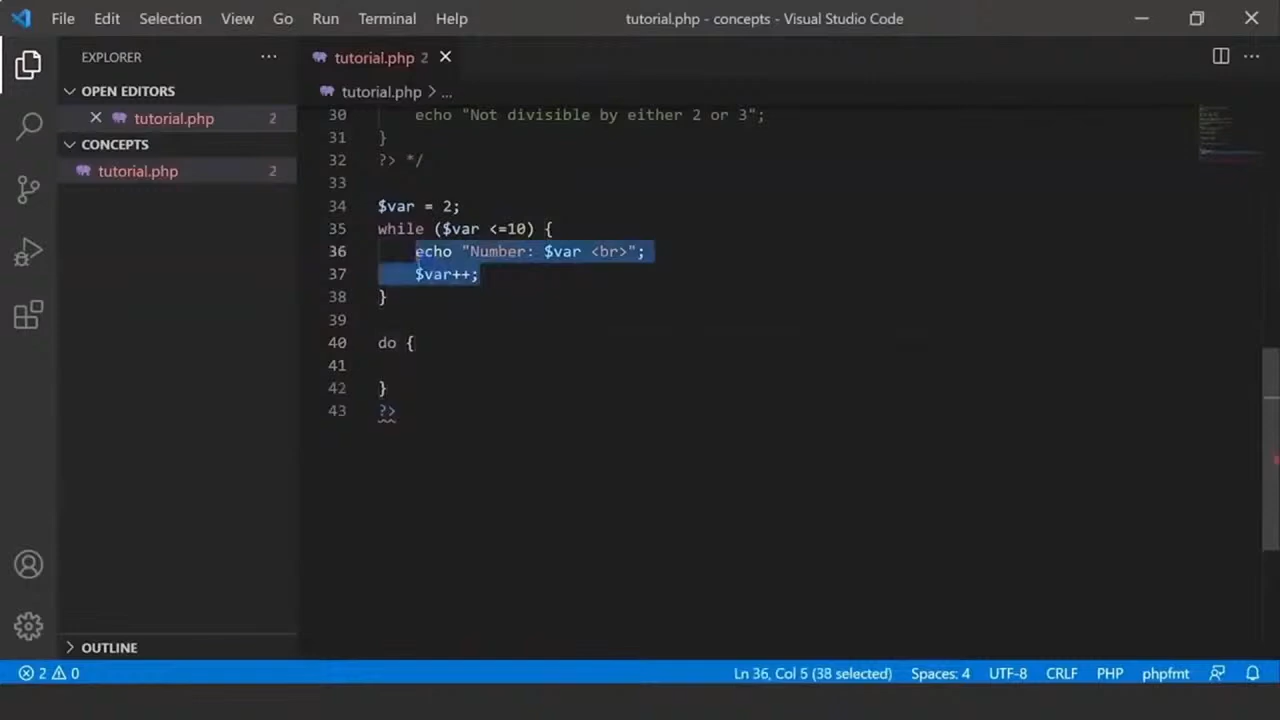 File Edit Selection View Go Run Terminal Help tutorial.php - concepts - Visual Studio Code
EXPLORER
OPEN EDITORS
tutorial.php 2
CONCEPTS
tutorial.php 2
OUTLINE
tutorial.php 2
tutorial.php > ...
30 echo "Not divisible by either 2 or 3";
31 }
32 ?> */
33
34 $var = 2;
35 while ($var <=10) {
36 echo "Number: $var <br>";
37 $var++;
38 }
39
40 do {
41
42 }
43 ?>
2 0 Ln 36, Col 5 (38 selected) Spaces: 4 UTF-8 CRLF PHP phpfmt